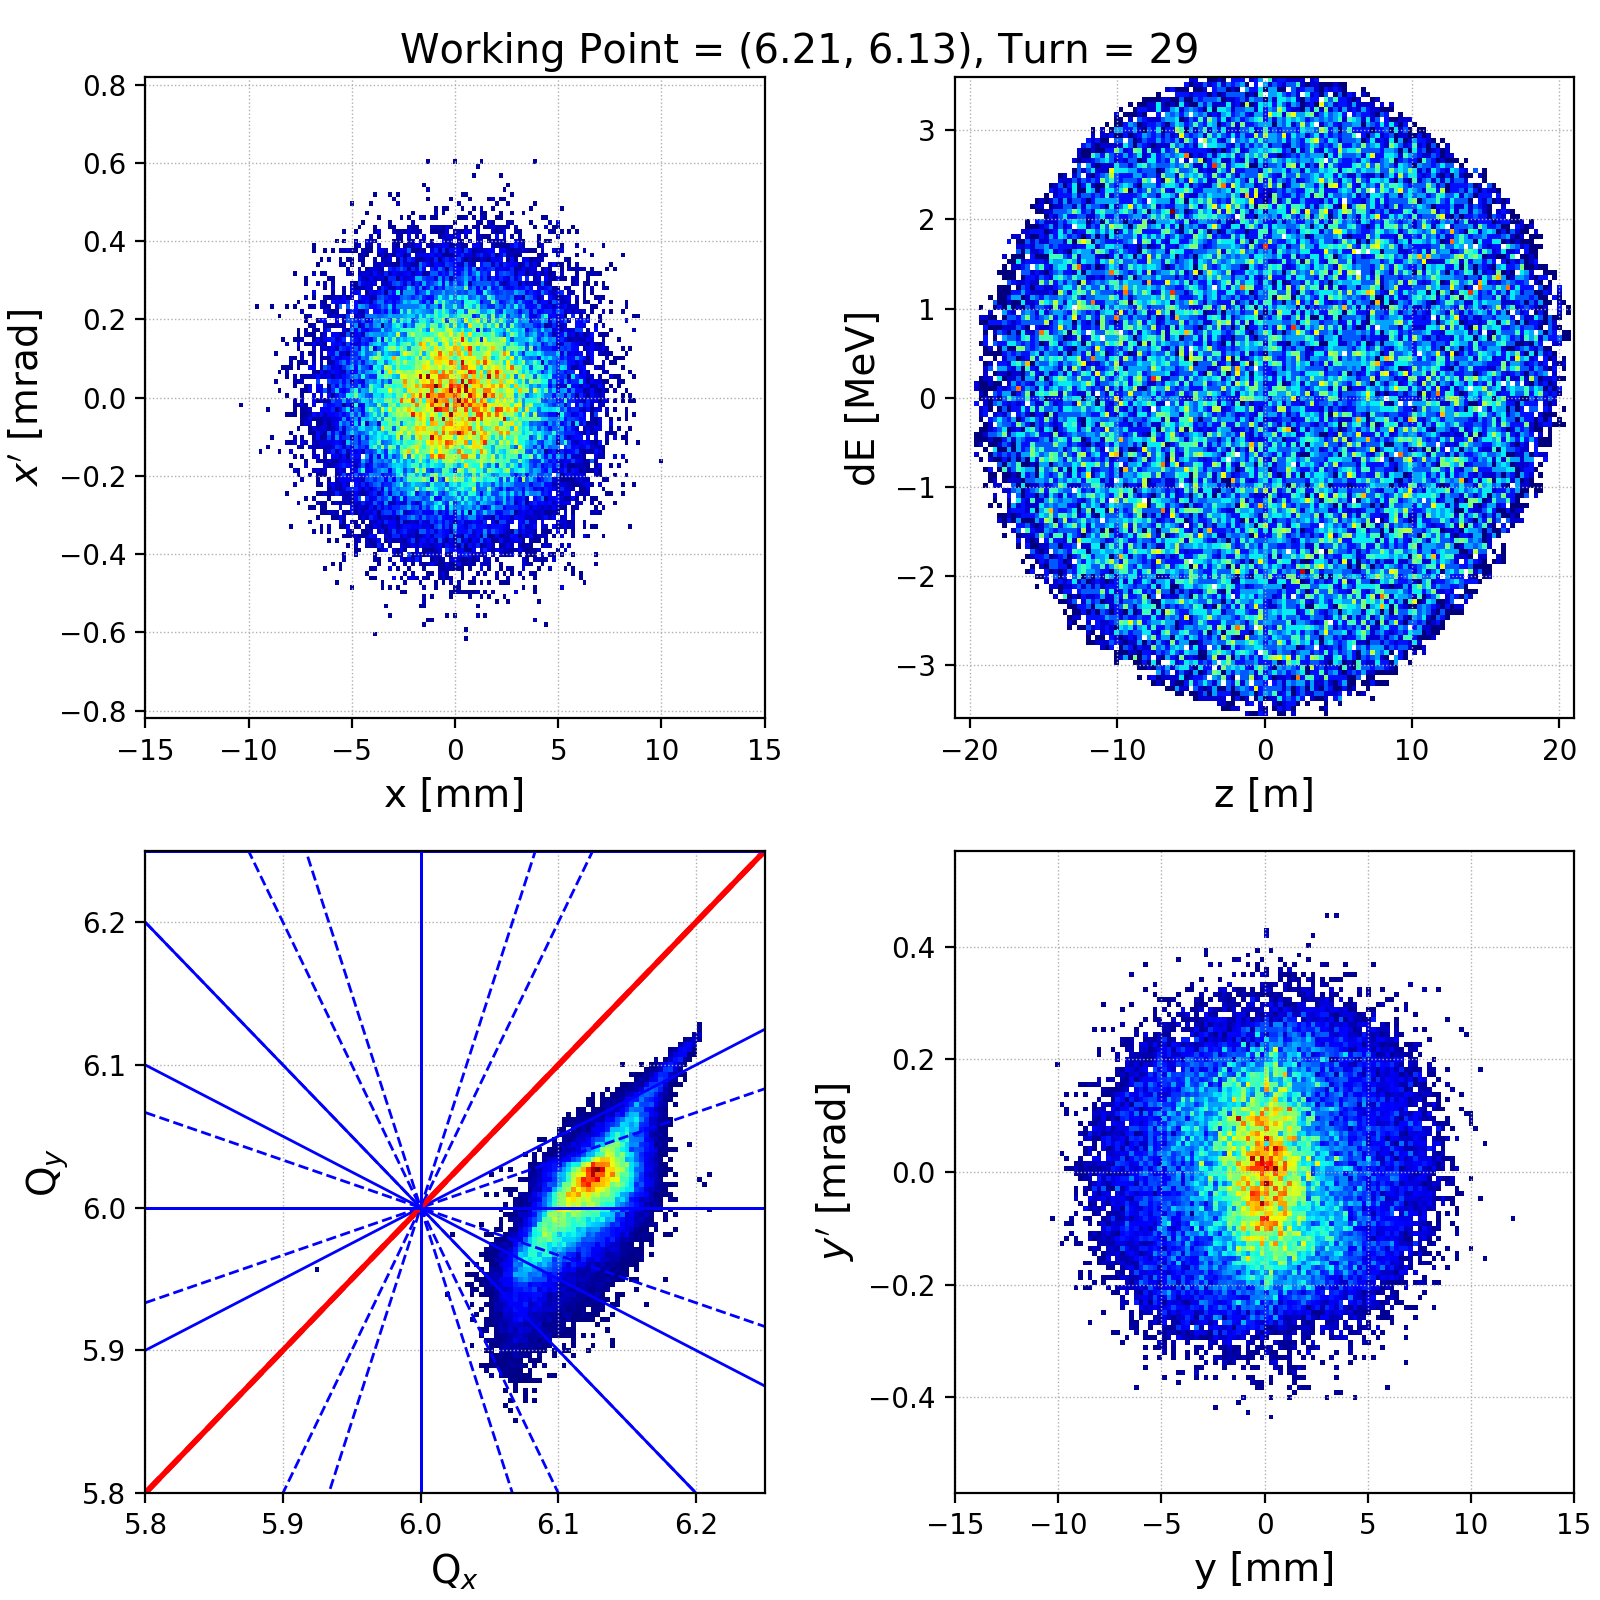 Working Point = (6.21, 6.13), Turn = 29
0.8
0.6
0.4
0.2
0.0
−0.2
−0.4
−0.6
−0.8
x′ [mrad]
−15 −10 −5 0 5 10 15
x [mm]
3
2
1
0
−1
−2
−3
dE [MeV]
−20 −10 0 10 20
z [m]
6.2
6.1
6.0
5.9
5.8
Qy
5.8 5.9 6.0 6.1 6.2
Qx
0.4
0.2
0.0
−0.2
−0.4
y′ [mrad]
−15 −10 −5 0 5 10 15
y [mm]